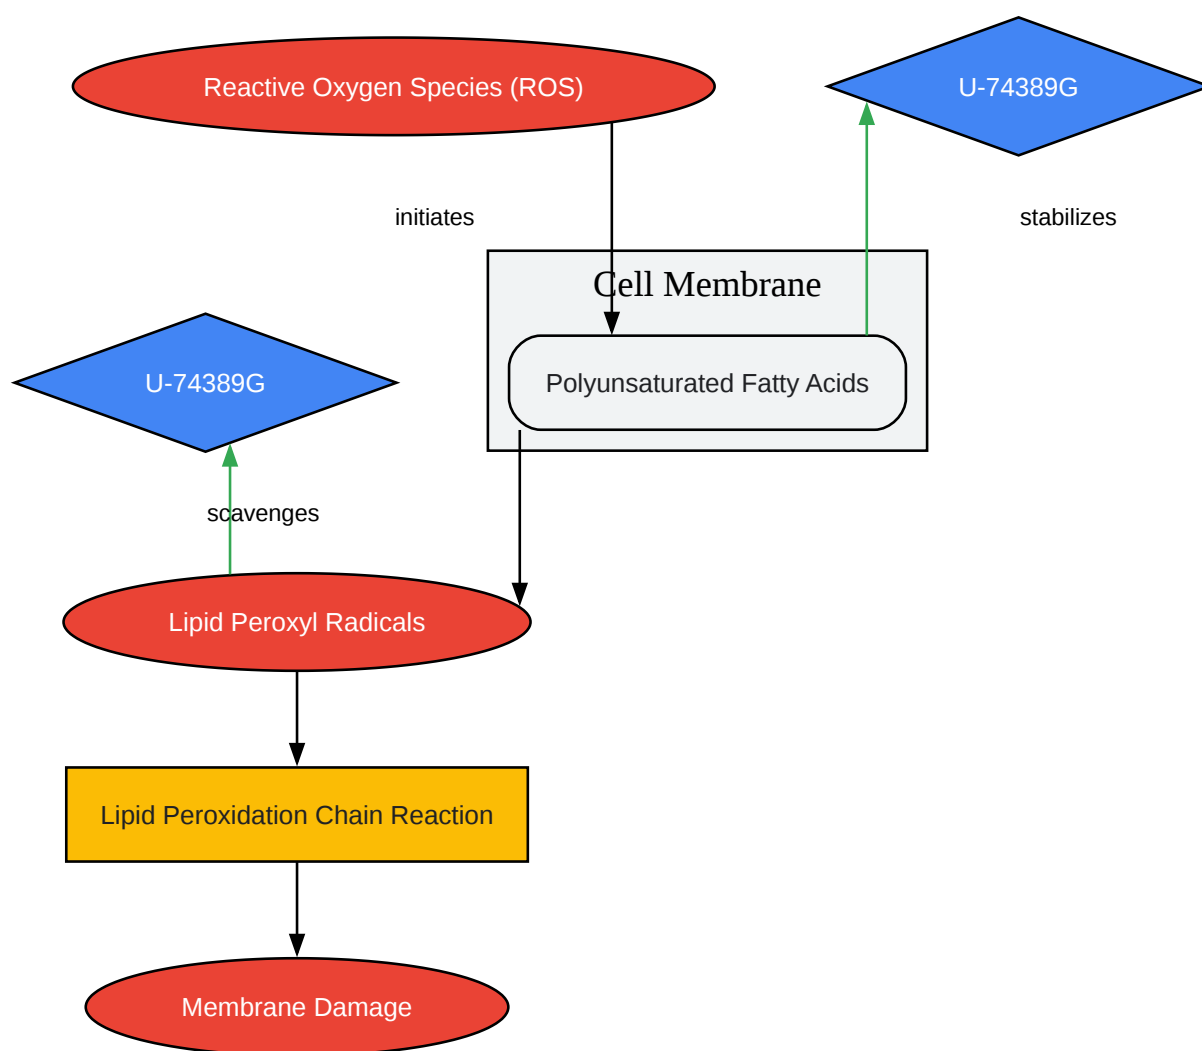 Reactive Oxygen Species (ROS)
U-74389G
initiates
stabilizes
Cell Membrane
U-74389G
Polyunsaturated Fatty Acids
scavenges
Lipid Peroxyl Radicals
Lipid Peroxidation Chain Reaction
Membrane Damage